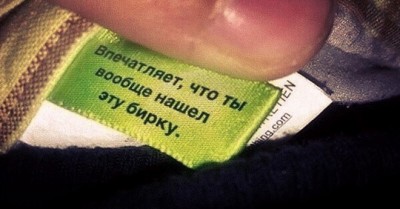 Впечатляет, что ты
вообще нашел
эту бирку.